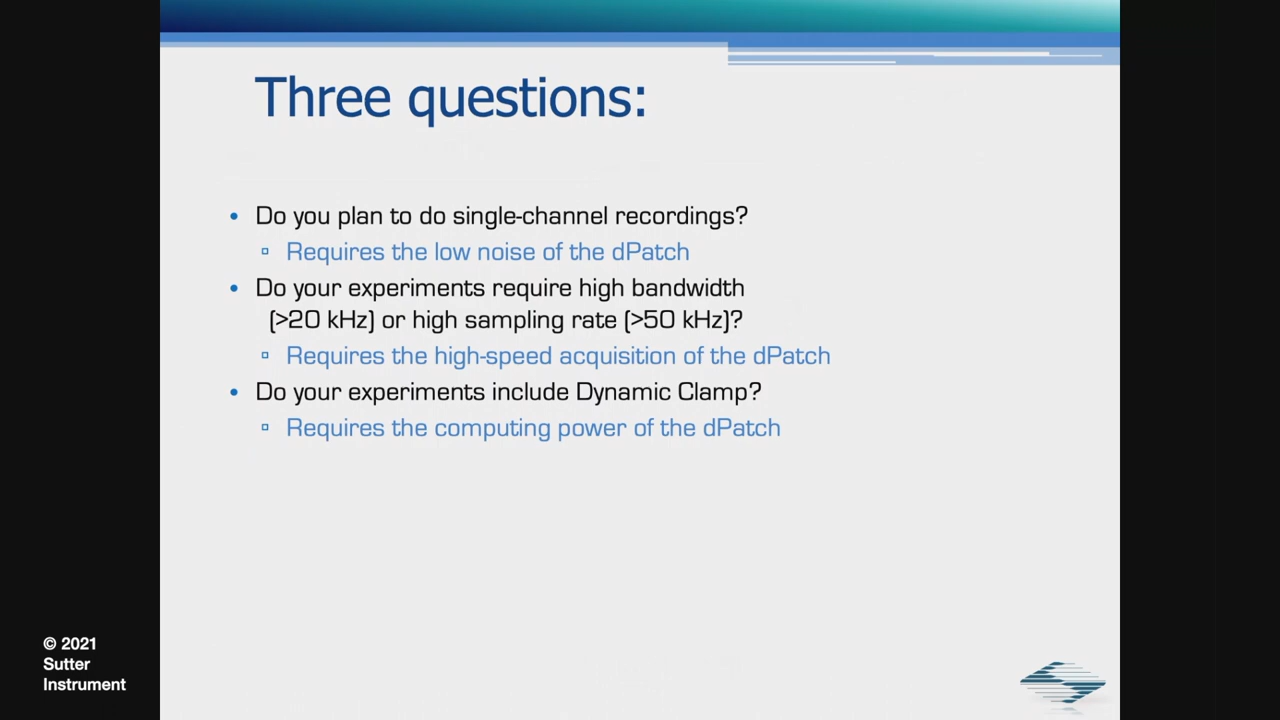 Three questions:
• Do you plan to do single-channel recordings?
▫ Requires the low noise of the dPatch
• Do your experiments require high bandwidth
(>20 kHz) or high sampling rate (>50 kHz)?
▫ Requires the high-speed acquisition of the dPatch
• Do your experiments include Dynamic Clamp?
▫ Requires the computing power of the dPatch
© 2021
Sutter
Instrument